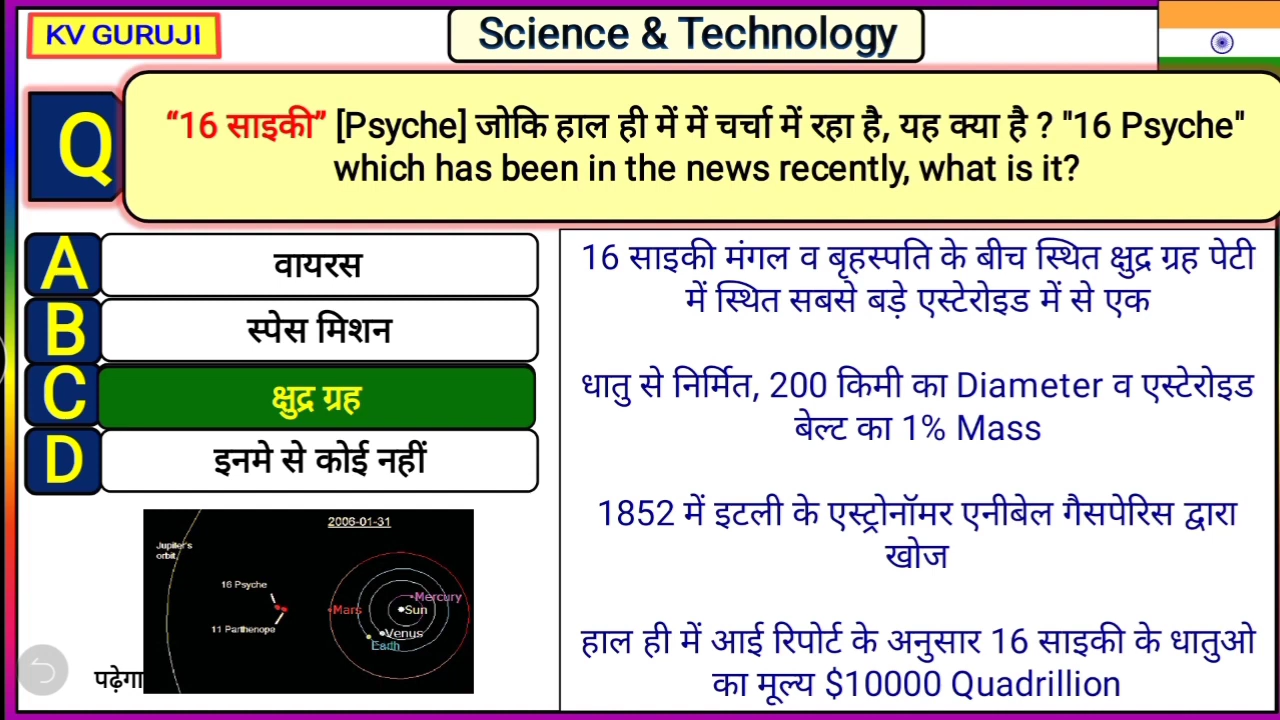 KV GURUJI
Science & Technology
Q
“16 साइकी” [Psyche] जोकि हाल ही में में चर्चा में रहा है, यह क्या है ? "16 Psyche"
which has been in the news recently, what is it?
A
वायरस
B
स्पेस मिशन
C
क्षुद्र ग्रह
D
इनमे से कोई नहीं
16 साइकी मंगल व बृहस्पति के बीच स्थित क्षुद्र ग्रह पेटी
में स्थित सबसे बड़े एस्टेरोइड में से एक
धातु से निर्मित, 200 किमी का Diameter व एस्टेरोइड
बेल्ट का 1% Mass
1852 में इटली के एस्ट्रोनॉमर एनीबेल गैसपेरिस द्वारा
खोज
हाल ही में आई रिपोर्ट के अनुसार 16 साइकी के धातुओ
का मूल्य $10000 Quadrillion
2006-01-31
Jupiter's
orbit
16 Psyche
11 Parthenope
Mercury
Mars
Sun
Venus
Earth
पढ़ेगा